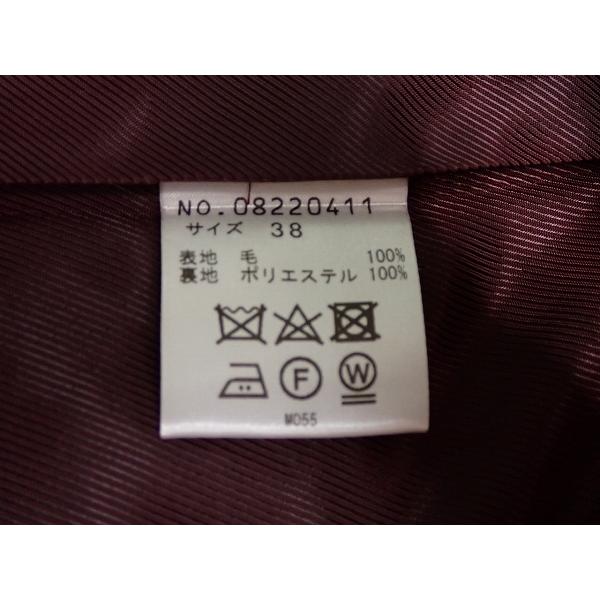 NO.08220411
サイズ 38
表地 毛 100%
裏地 ポリエステル 100%
F W
M055